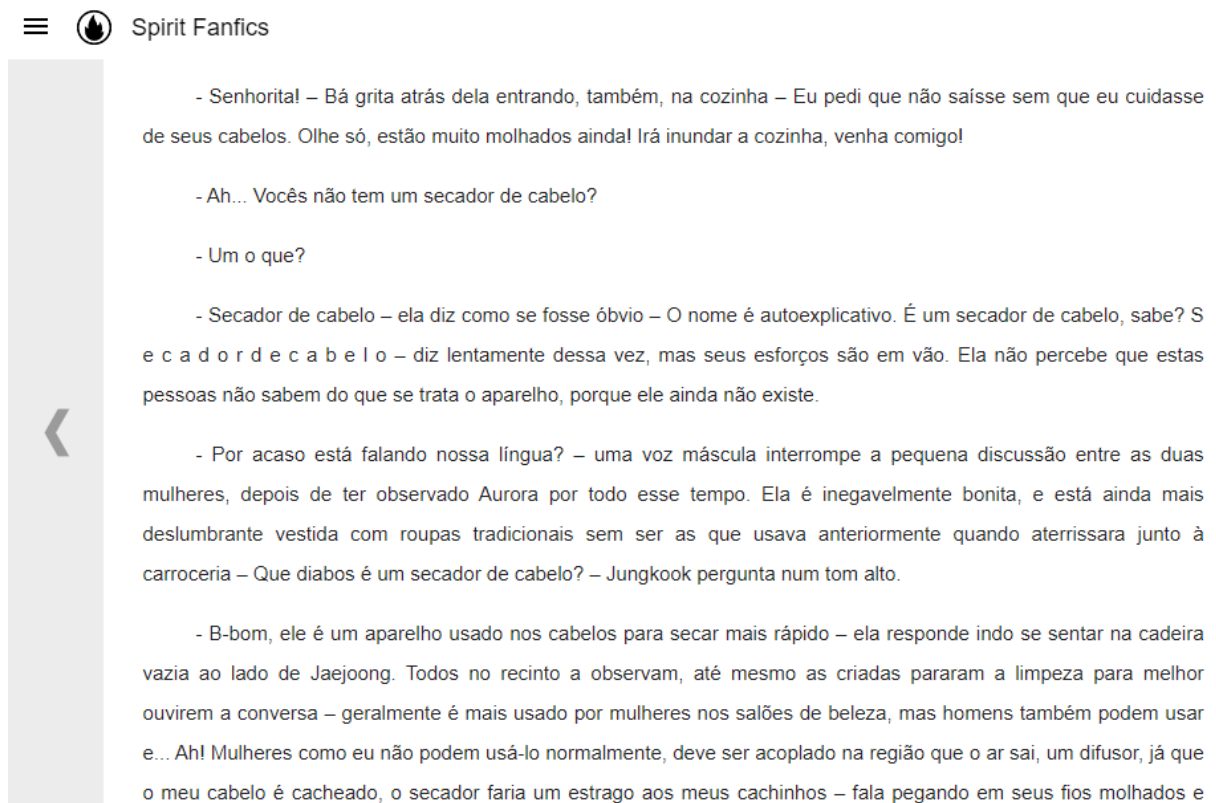 Spirit Fanfics
- Senhorita! – Bá grita atrás dela entrando, também, na cozinha – Eu pedi que não saísse sem que eu cuidasse
de seus cabelos. Olhe só, estão muito molhados ainda! Irá inundar a cozinha, venha comigo!
- Ah... Vocês não tem um secador de cabelo?
- Um o que?
- Secador de cabelo – ela diz como se fosse óbvio – O nome é autoexplicativo. É um secador de cabelo, sabe? S
e c a d o r d e c a b e l o – diz lentamente dessa vez, mas seus esforços são em vão. Ela não percebe que estas
pessoas não sabem do que se trata o aparelho, porque ele ainda não existe.
- Por acaso está falando nossa língua? – uma voz máscula interrompe a pequena discussão entre as duas
mulheres, depois de ter observado Aurora por todo esse tempo. Ela é inegavelmente bonita, e está ainda mais
deslumbrante vestida com roupas tradicionais sem ser as que usava anteriormente quando aterrissara junto à
carroceria – Que diabos é um secador de cabelo? – Jungkook pergunta num tom alto.
- B-bom, ele é um aparelho usado nos cabelos para secar mais rápido – ela responde indo se sentar na cadeira
vazia ao lado de Jaejoong. Todos no recinto a observam, até mesmo as criadas pararam a limpeza para melhor
ouvirem a conversa – geralmente é mais usado por mulheres nos salões de beleza, mas homens também podem usar
e... Ah! Mulheres como eu não podem usá-lo normalmente, deve ser acoplado na região que o ar sai, um difusor, já que
o meu cabelo é cacheado, o secador faria um estrago aos meus cachinhos – fala pegando em seus fios molhados e